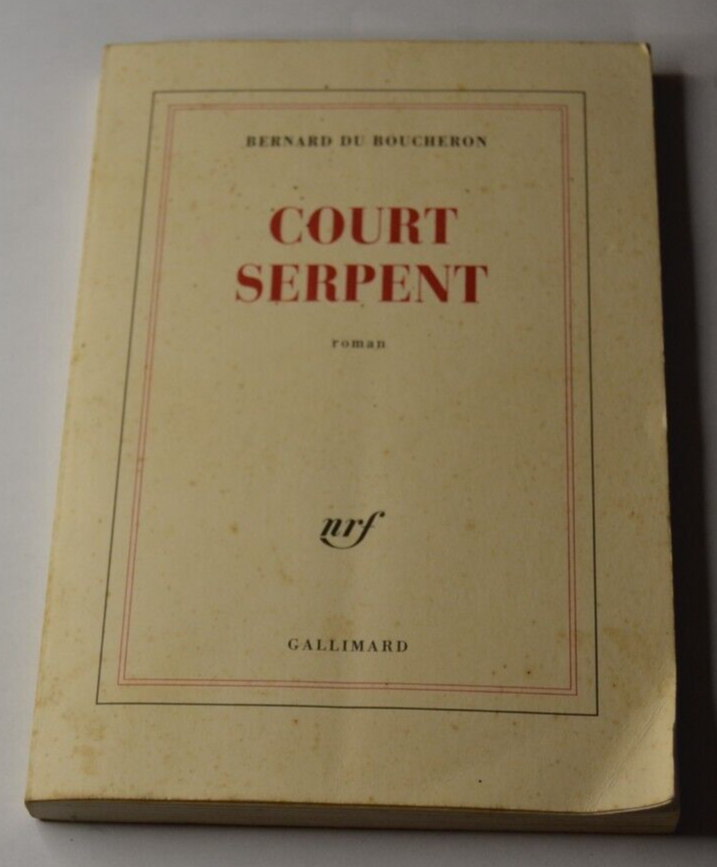 BERNARD DU BOUCHERON
COURT
SERPENT
roman
nrf
GALLIMARD